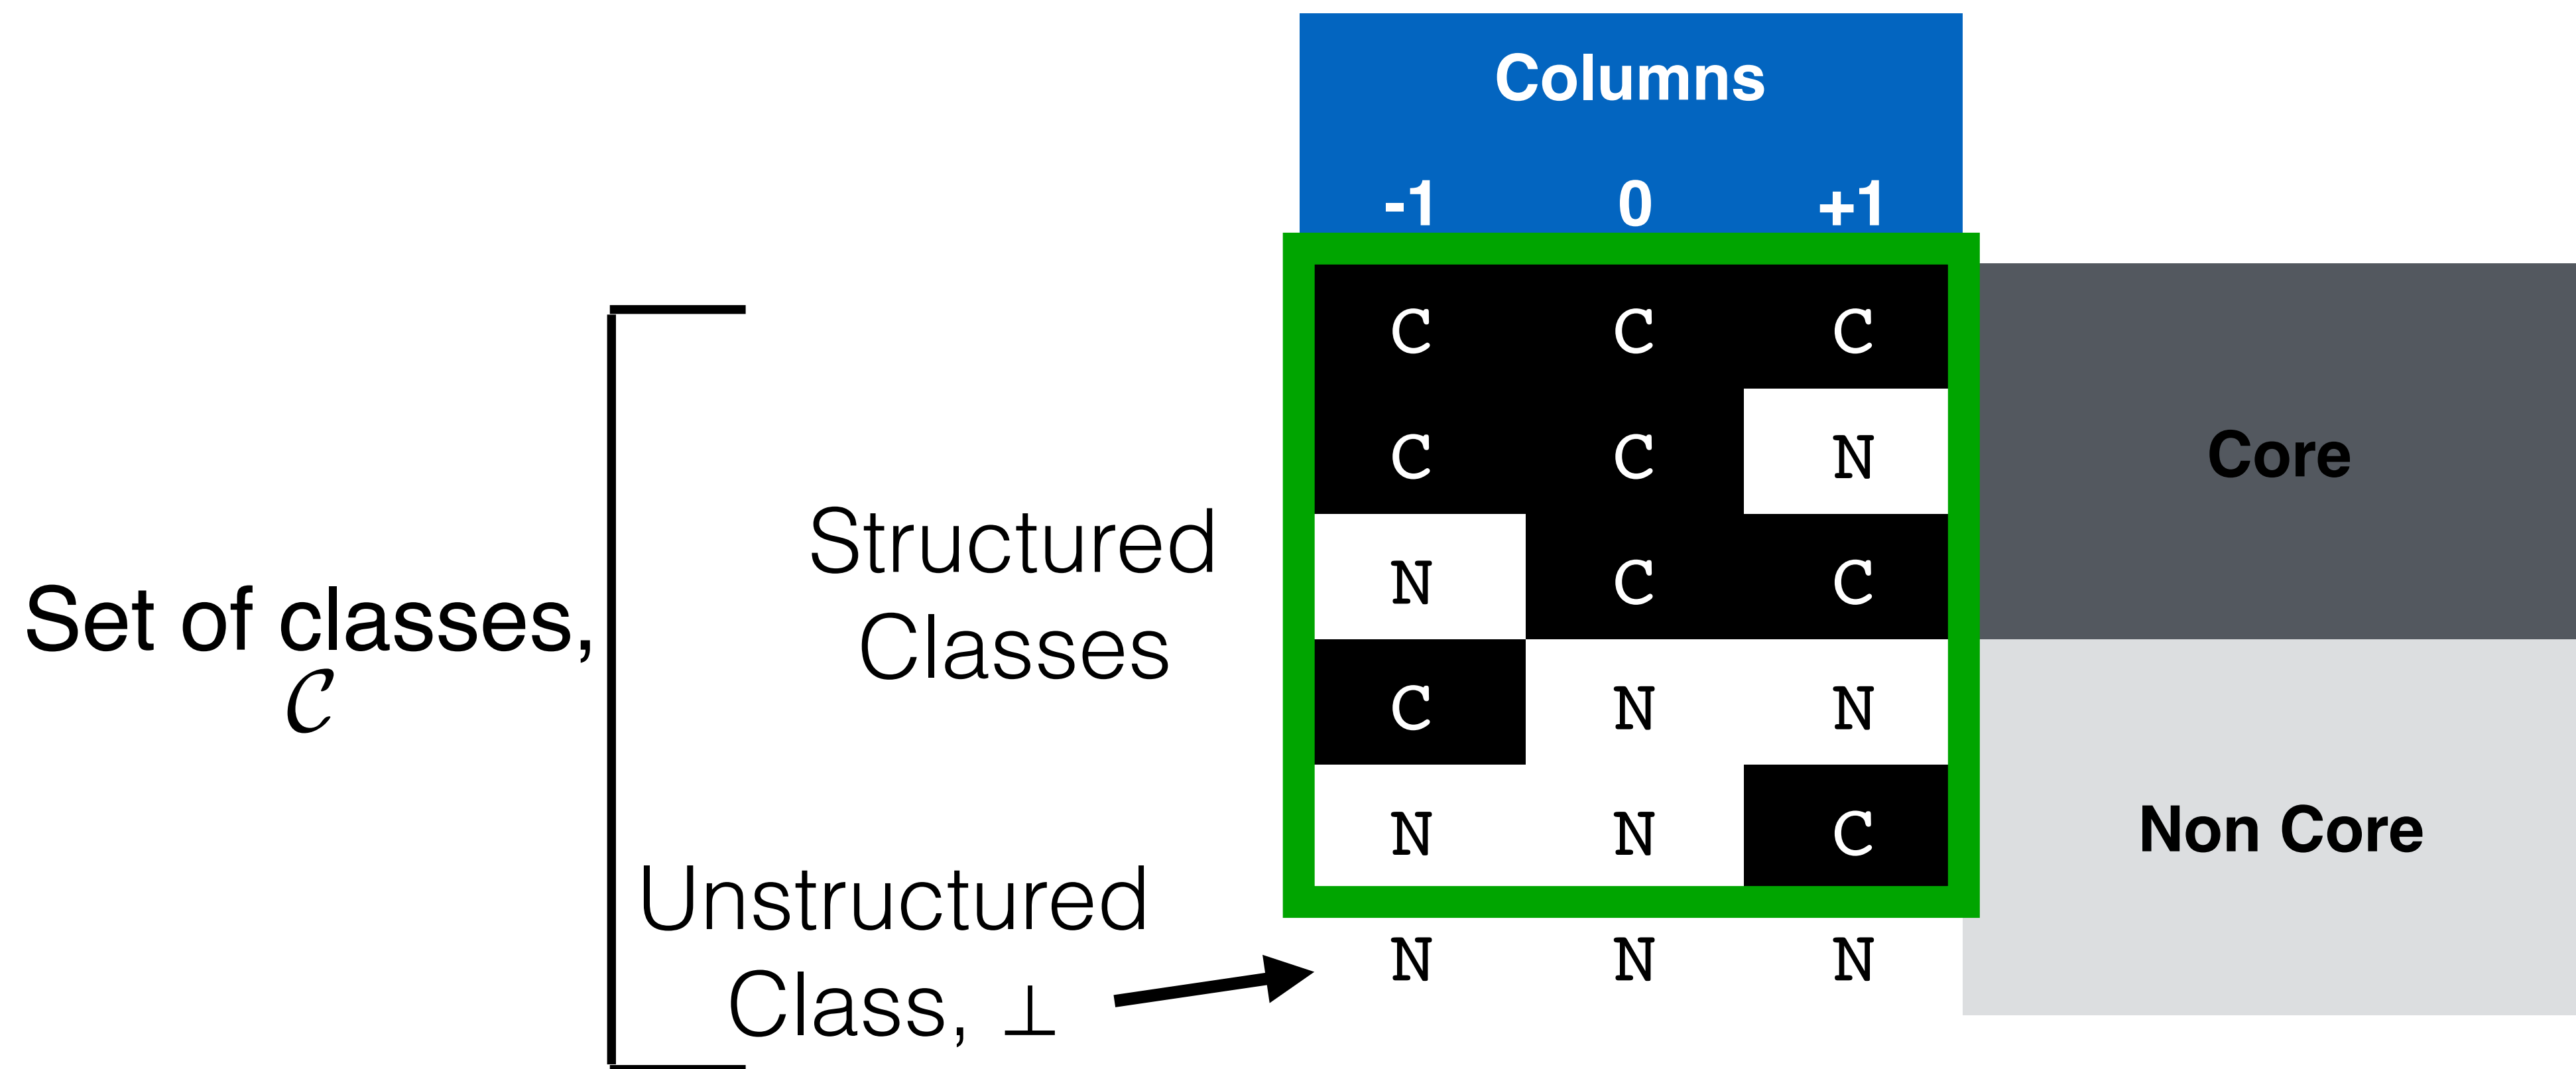 Columns
-1 0 +1
C C C
C C N
Core
Structured
N C C
Set of classes,
Classes
𝒞
C N N
N N C
Non Core
Unstructured
N N N
Class, ⊥